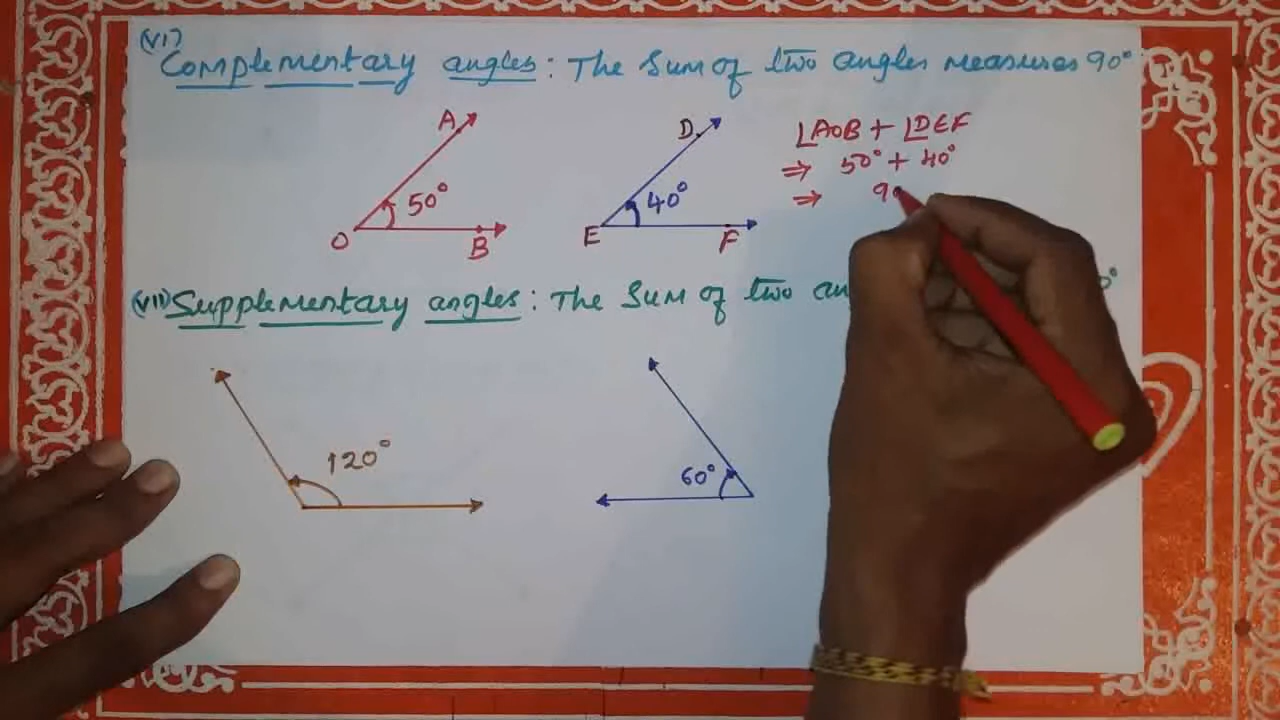 (VI)
Complementary angles : The Sum of two angles measures 90°
A
50°
O
B
D
40°
E
F
∠AOB + ∠DEF
⇒ 50° + 40°
⇒ 90
(VII) Supplementary angles : The Sum of two
120°
60°